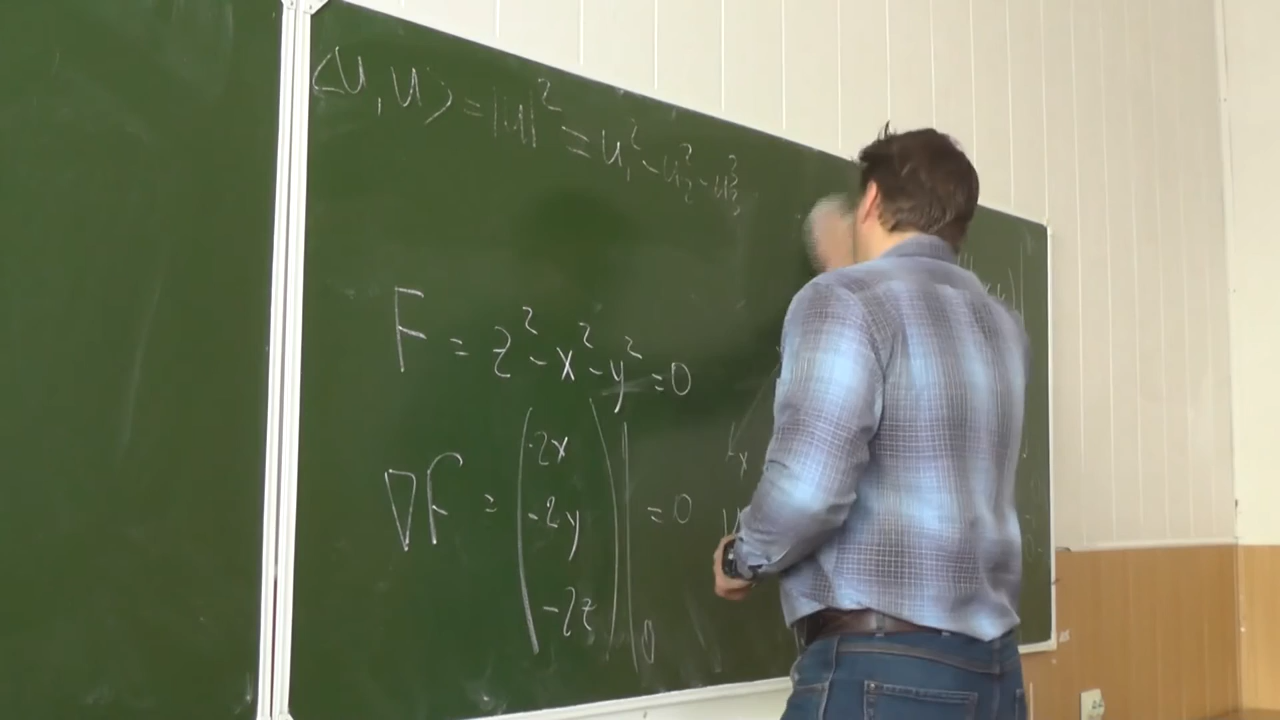 ⟨u, u⟩ = |u|² = u₁² - u₂² - u₃²
F = z² - x² - y² = 0
∇F = (-2x -2y -2z)|₀ = 0